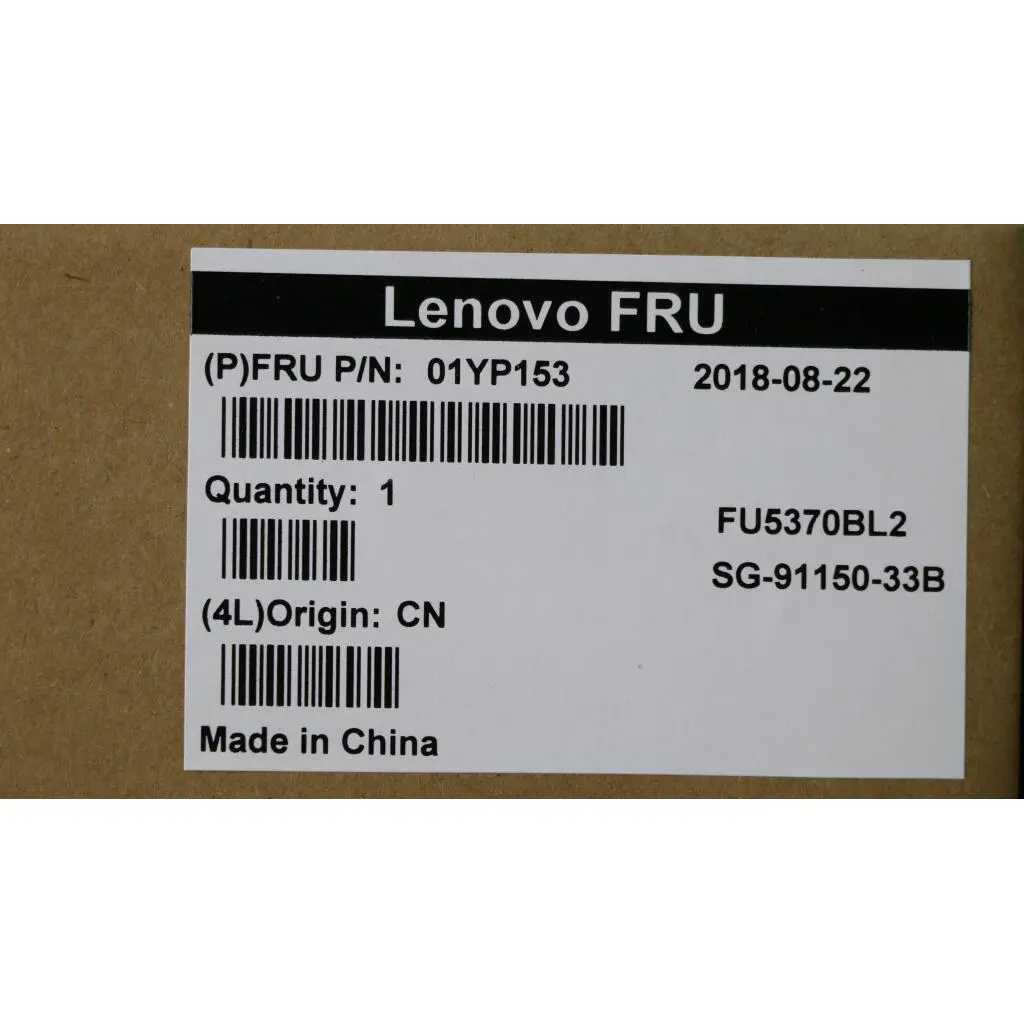 Lenovo FRU
(P)FRU P/N: 01YP153 2018-08-22
Quantity: 1
FU5370BL2
SG-91150-33B
(4L)Origin: CN
Made in China